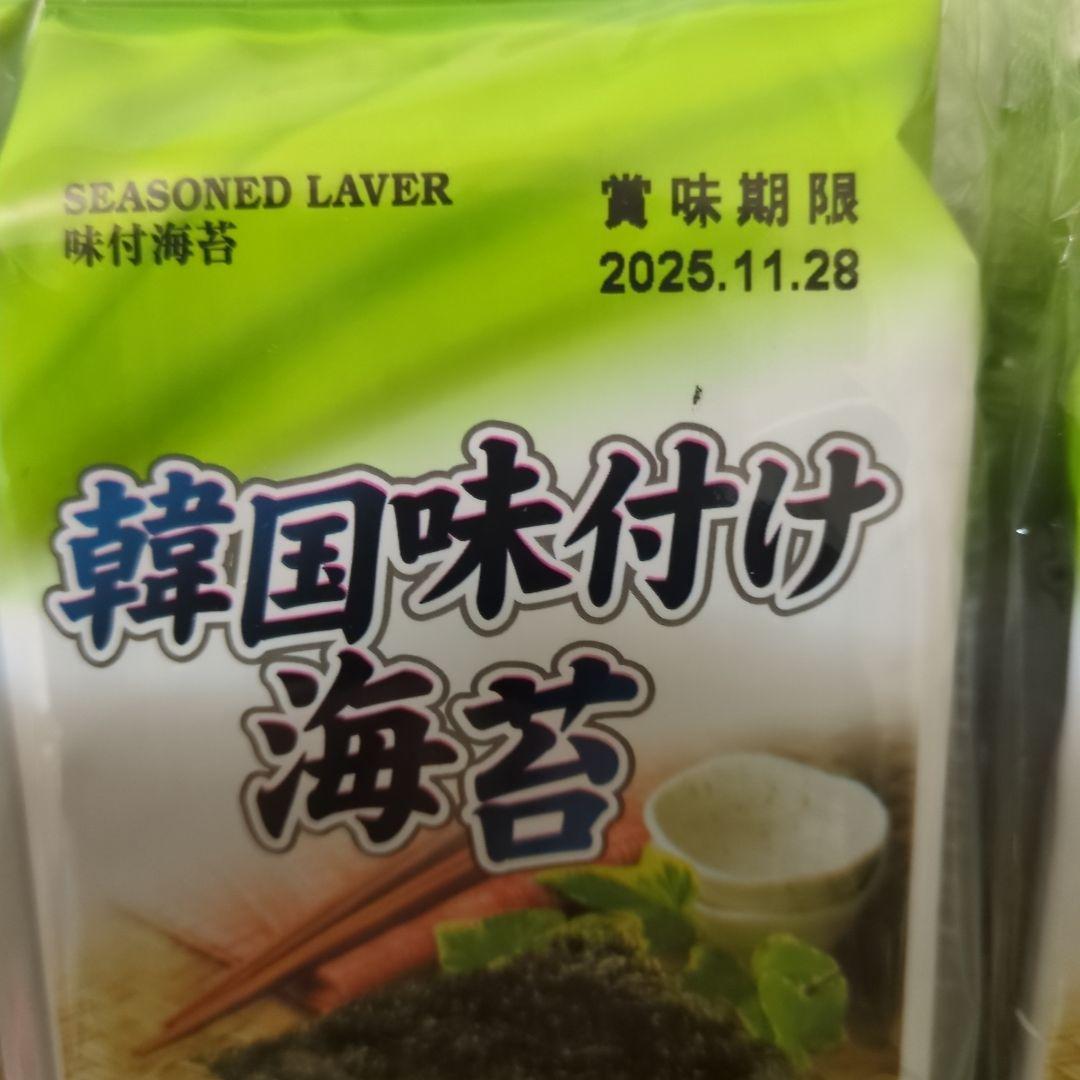 SEASONED LAVER
味付海苔
賞味期限
2025.11.28
韓国味付け
海苔